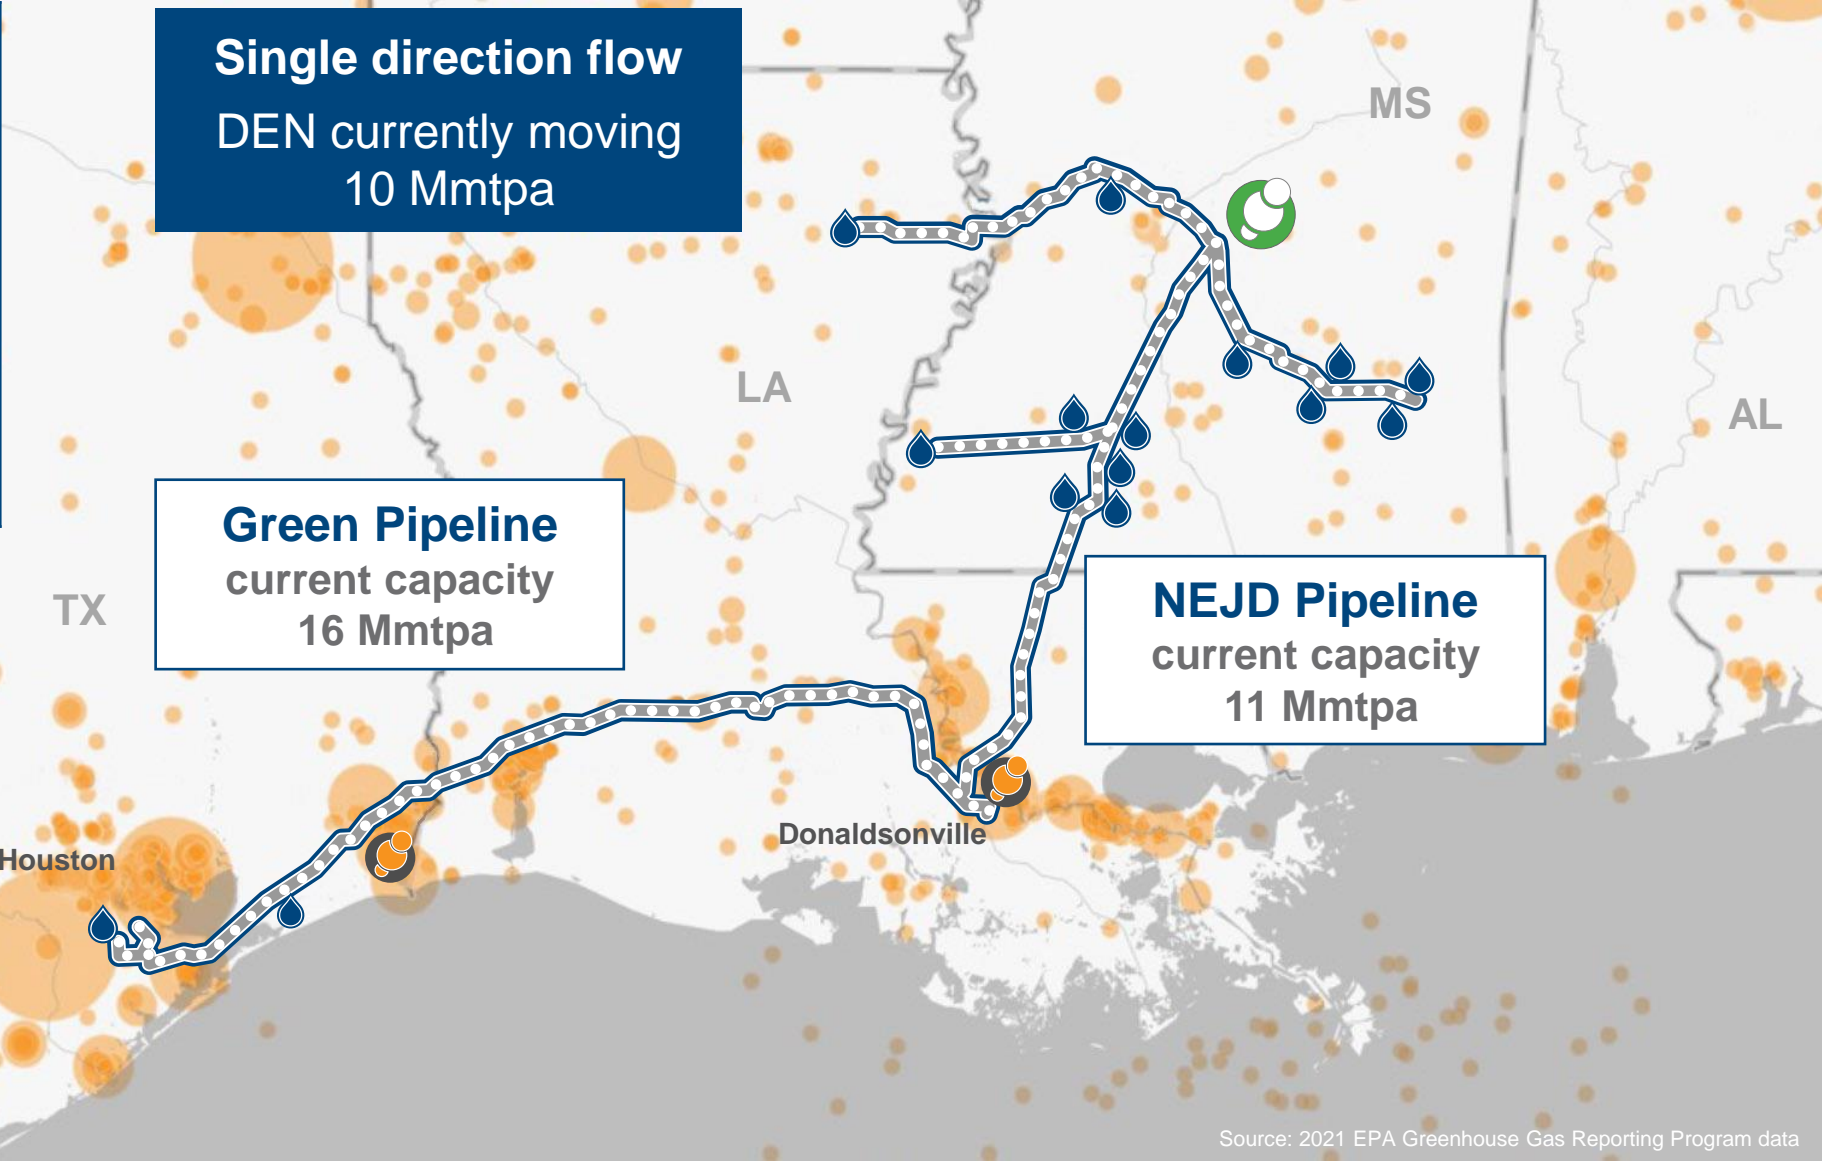 Single direction flow
DEN currently moving
10 Mmtpa
MS
LA
AL
Green Pipeline
current capacity
16 Mmtpa
TX
NEJD Pipeline
current capacity
11 Mmtpa
Donaldsonville
Houston
Source: 2021 EPA Greenhouse Gas Reporting Program data